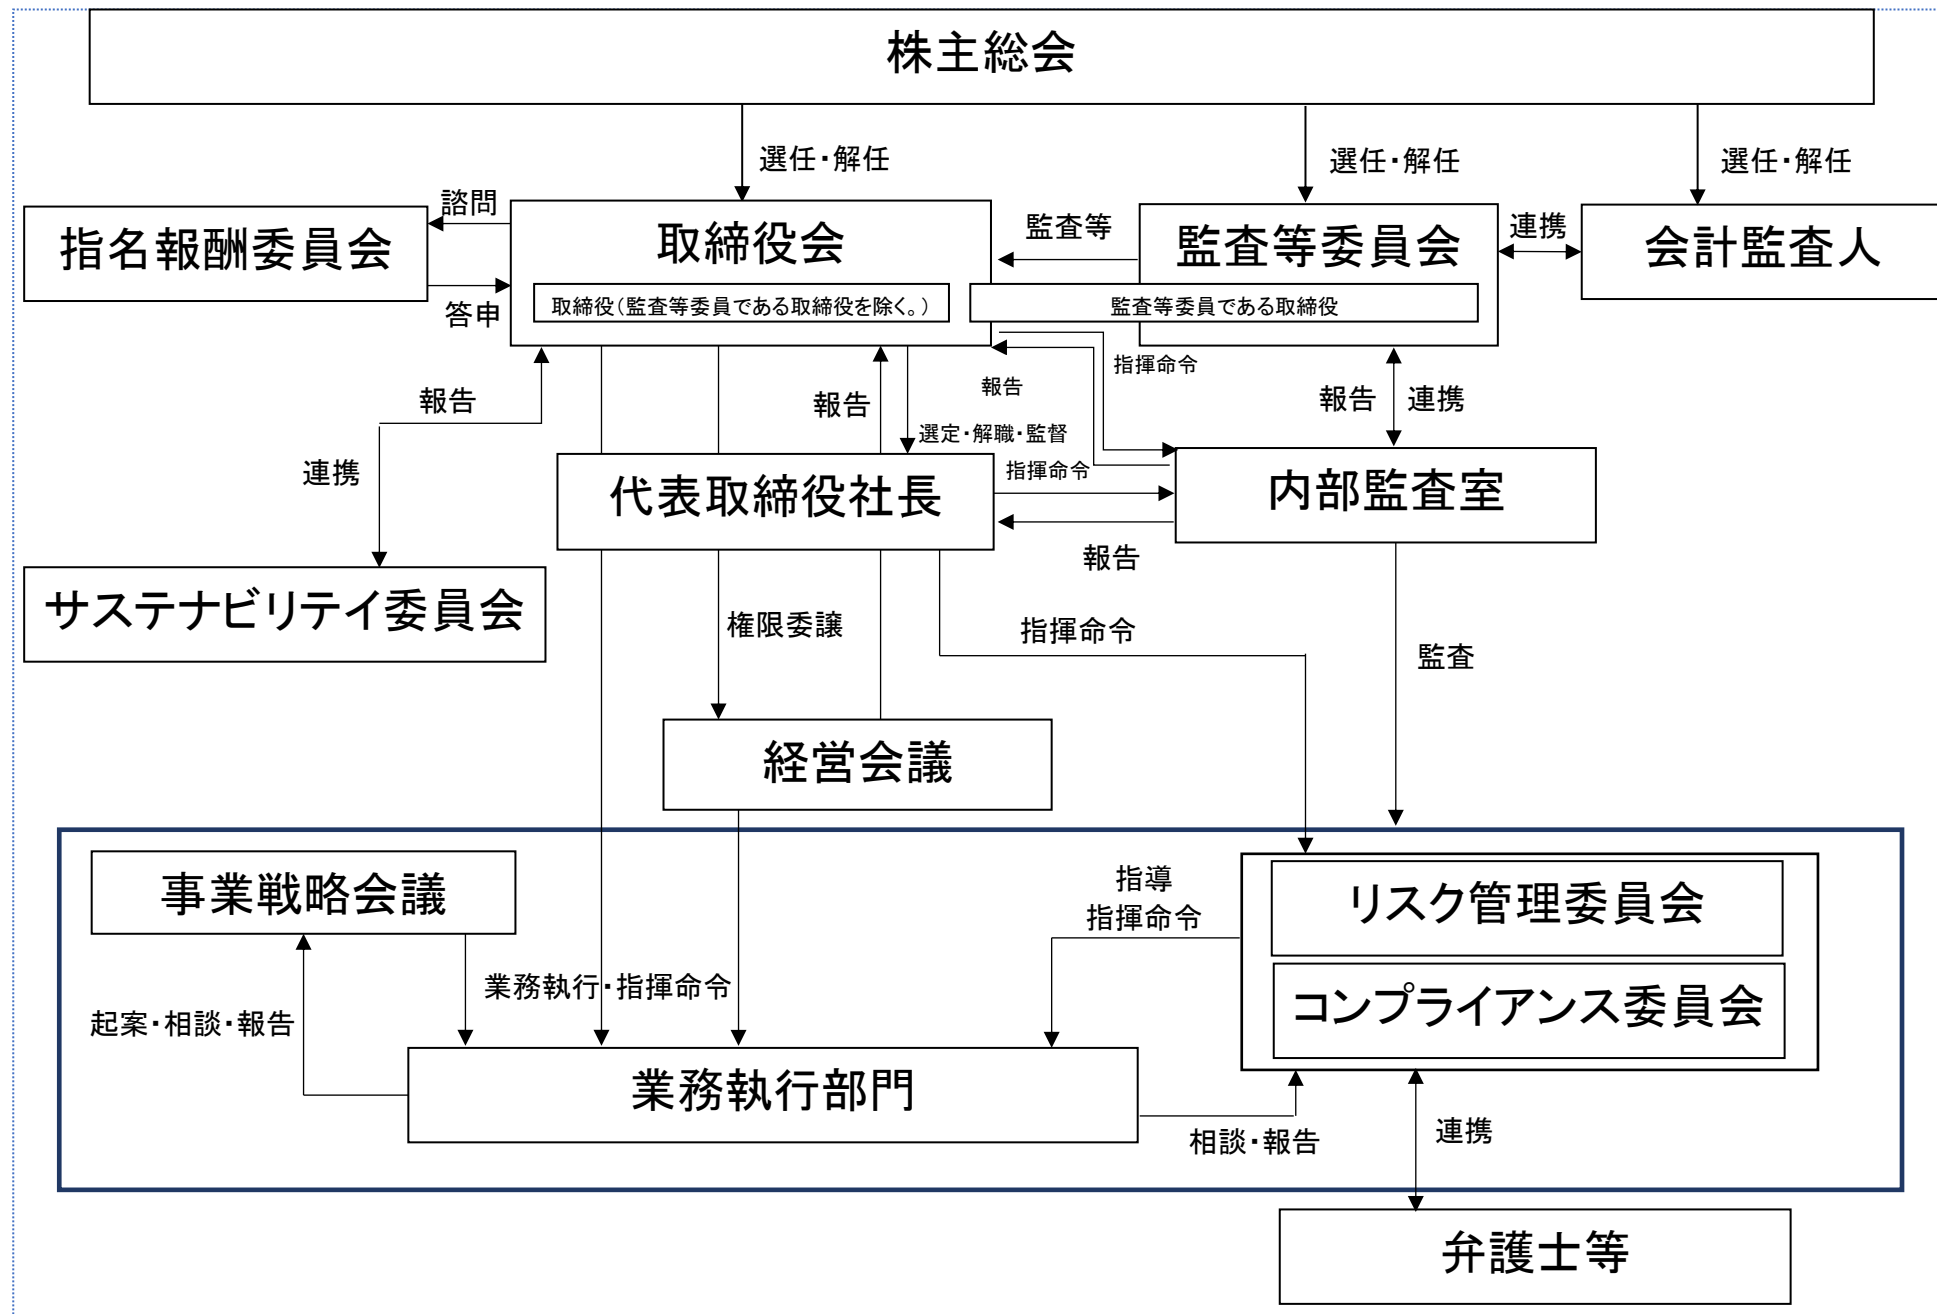 株主総会
選任・解任
選任・解任
選任・解任
諮問
指名報酬委員会
答申
取締役会
取締役（監査等委員である取締役を除く。）
監査等
監査等委員会
監査等委員である取締役
連携
会計監査人
報告
連携
報告
選定・解職・監督
報告
指揮命令
報告
連携
代表取締役社長
指揮命令
報告
内部監査室
サステナビリテイ委員会
権限委譲
指揮命令
監査
経営会議
事業戦略会議
起案・相談・報告
業務執行・指揮命令
指導
指揮命令
リスク管理委員会
コンプライアンス委員会
業務執行部門
相談・報告
連携
弁護士等